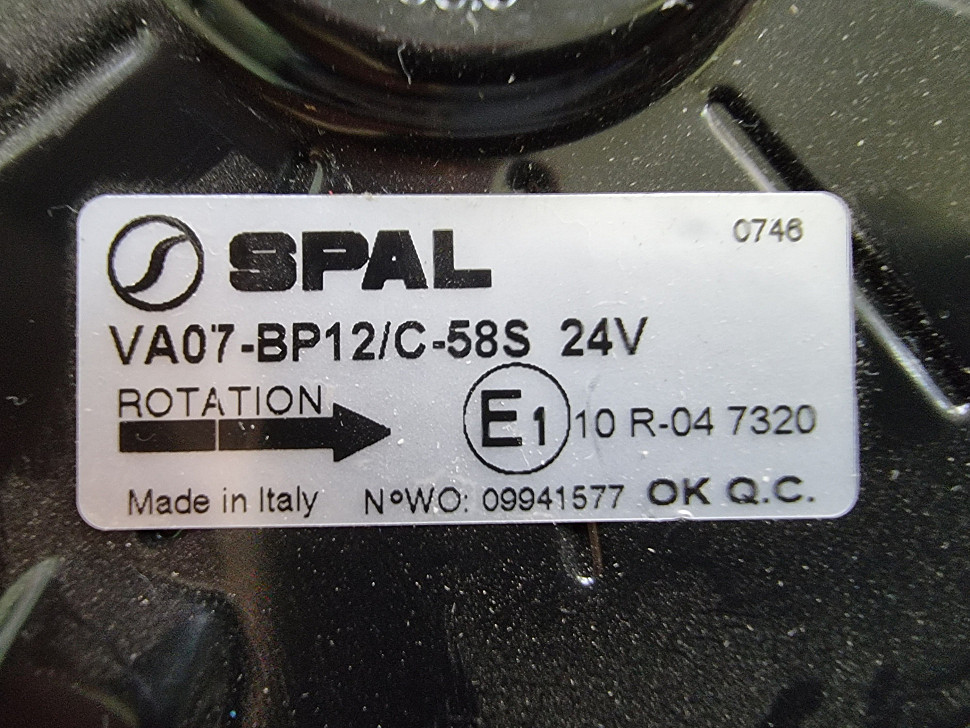 SPAL 0746
VA07-BP12/C-58S 24V
ROTATION
E1 10 R-04 7320
Made in Italy N°WO: 09941577 OK Q.C.